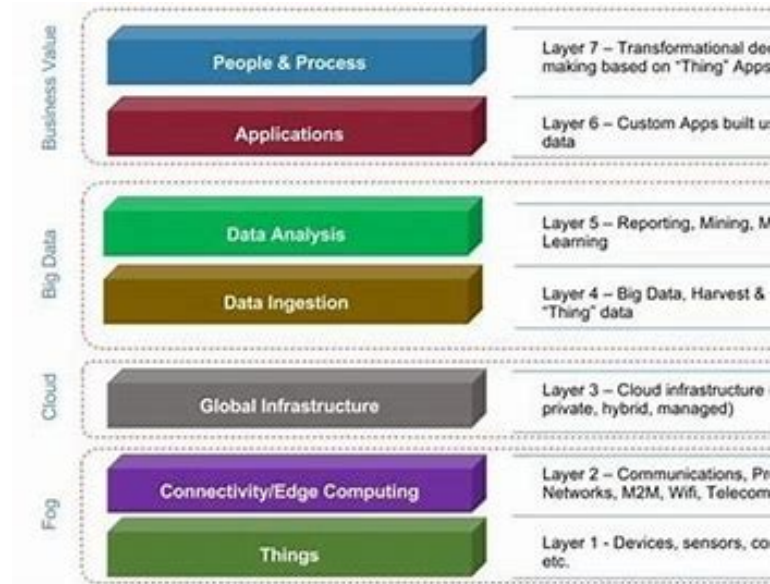 Business Value
People & Process
Layer 7 – Transformational
making based on “Thing” Apps
Applications
Layer 6 – Custom Apps built
data
Big Data
Data Analysis
Layer 5 – Reporting, Mining,
Learning
Data Ingestion
Layer 4 – Big Data, Harvest &
“Thing” data
Cloud
Global Infrastructure
Layer 3 – Cloud infrastructure
private, hybrid, managed)
Fog
Connectivity/Edge Computing
Layer 2 – Communications,
Networks, M2M, Wifi, Telecom
Things
Layer 1 - Devices, sensors,
etc.